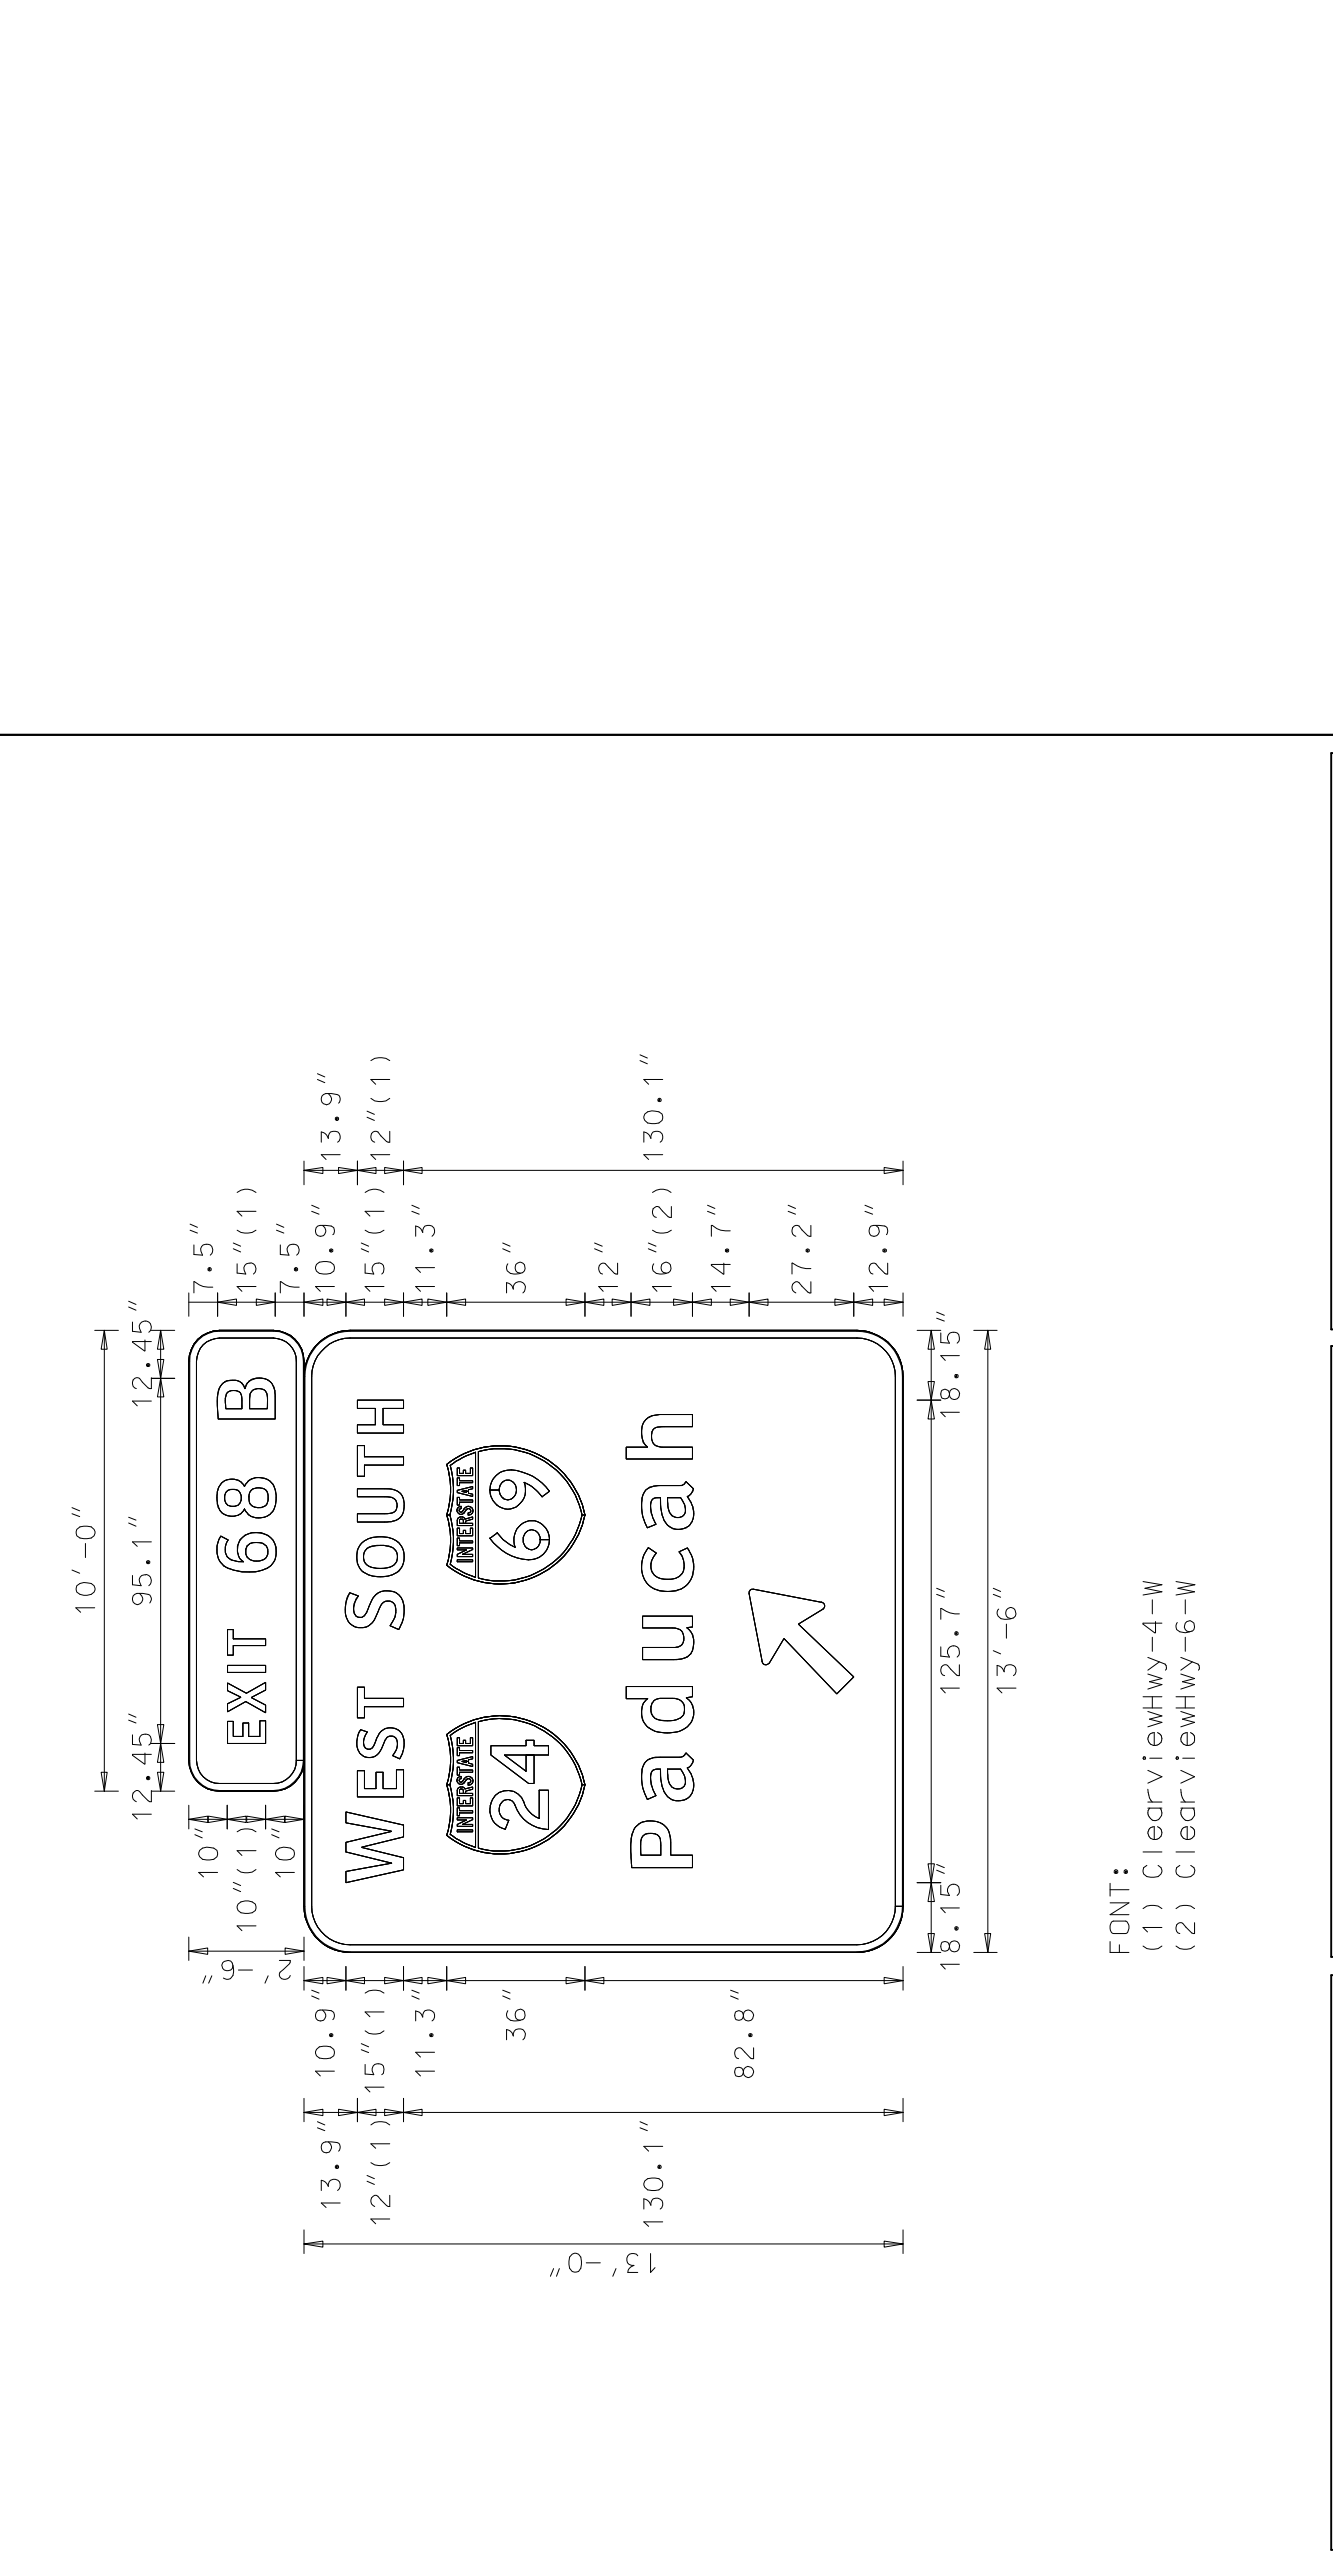 10'-0"
12.45" 95.1" 12.45"
10" 7.5"
10"(1) EXIT 68 B 15"(1)
10" 7.5"
2'-6"
13.9" 10.9" 10.9" 13.9"
12"(1) 15"(1) WEST SOUTH 15"(1) 12"(1)
11.3" 11.3"
INTERSTATE INTERSTATE
36" 24 69 36"
12"
13'-0" 130.1" Paducah 16"(2) 130.1"
82.8" 14.7"
27.2"
12.9"
18.15" 125.7" 18.15"
13'-6"
FONT:
(1) ClearviewHwy-4-W
(2) ClearviewHwy-6-W